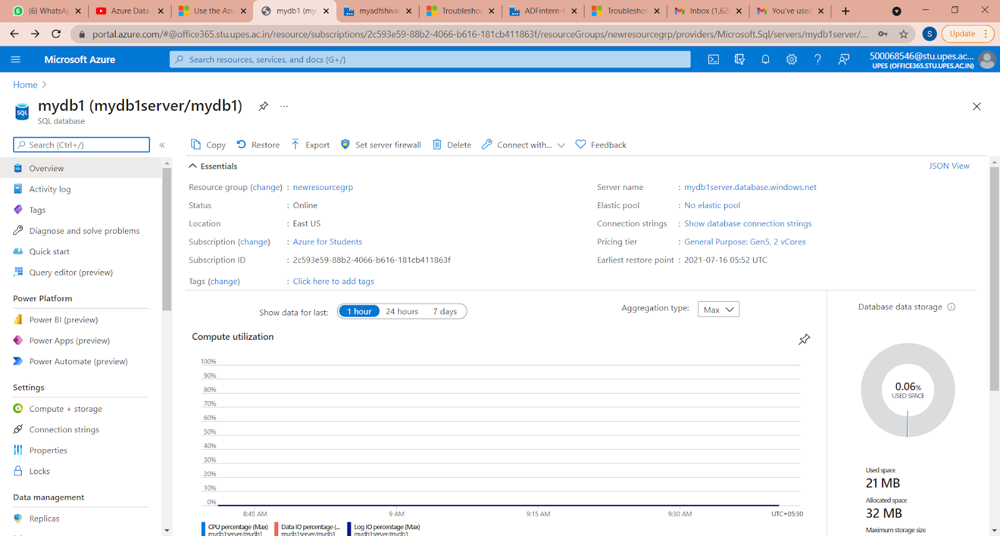 (6) WhatsAp
Azure Data
Use the Azu
mydb1 (myd
myadfshivar
Troubleshoo
ADFintern-t
Troubleshoo
Inbox (1,628
You've used
portal.azure.com/#@office365.stu.upes.ac.in/resource/subscriptions/2c593e59-88b2-4066-b616-181cb411863f/resourceGroups/newresourcegrp/providers/Microsoft.Sql/servers/mydb1server/...
S
Update
Microsoft Azure
Search resources, services, and docs (G+/)
500068546@stu.upes.ac...
UPES (OFFICE365.STU.UPES.AC.IN)
Home >
mydb1 (mydb1server/mydb1)
SQL
SQL database
Search (Ctrl+/)
Copy
Restore
Export
Set server firewall
Delete
Connect with...
Feedback
Overview
Activity log
Tags
Diagnose and solve problems
Quick start
Query editor (preview)
Power Platform
Power BI (preview)
Power Apps (preview)
Power Automate (preview)
Settings
Compute + storage
Connection strings
Properties
Locks
Data management
Replicas
Essentials
JSON View
Resource group (change) : newresourcegrp
Status : Online
Location : East US
Subscription (change) : Azure for Students
Subscription ID : 2c593e59-88b2-4066-b616-181cb411863f
Tags (change) : Click here to add tags
Server name : mydb1server.database.windows.net
Elastic pool : No elastic pool
Connection strings : Show database connection strings
Pricing tier : General Purpose: Gen5, 2 vCores
Earliest restore point : 2021-07-16 05:52 UTC
Show data for last: 1 hour 24 hours 7 days
Aggregation type: Max
Compute utilization
100%
90%
80%
70%
60%
50%
40%
30%
20%
10%
0%
8:45 AM 9 AM 9:15 AM 9:30 AM UTC+05:30
CPU percentage (Max)
mydb1server/mydb1
Data IO percentage (...
mydb1server/mydb1
Log IO percentage (Max)
mydb1server/mydb1
Database data storage
0.06%
USED SPACE
Used space
21 MB
Allocated space
32 MB
Maximum storage size